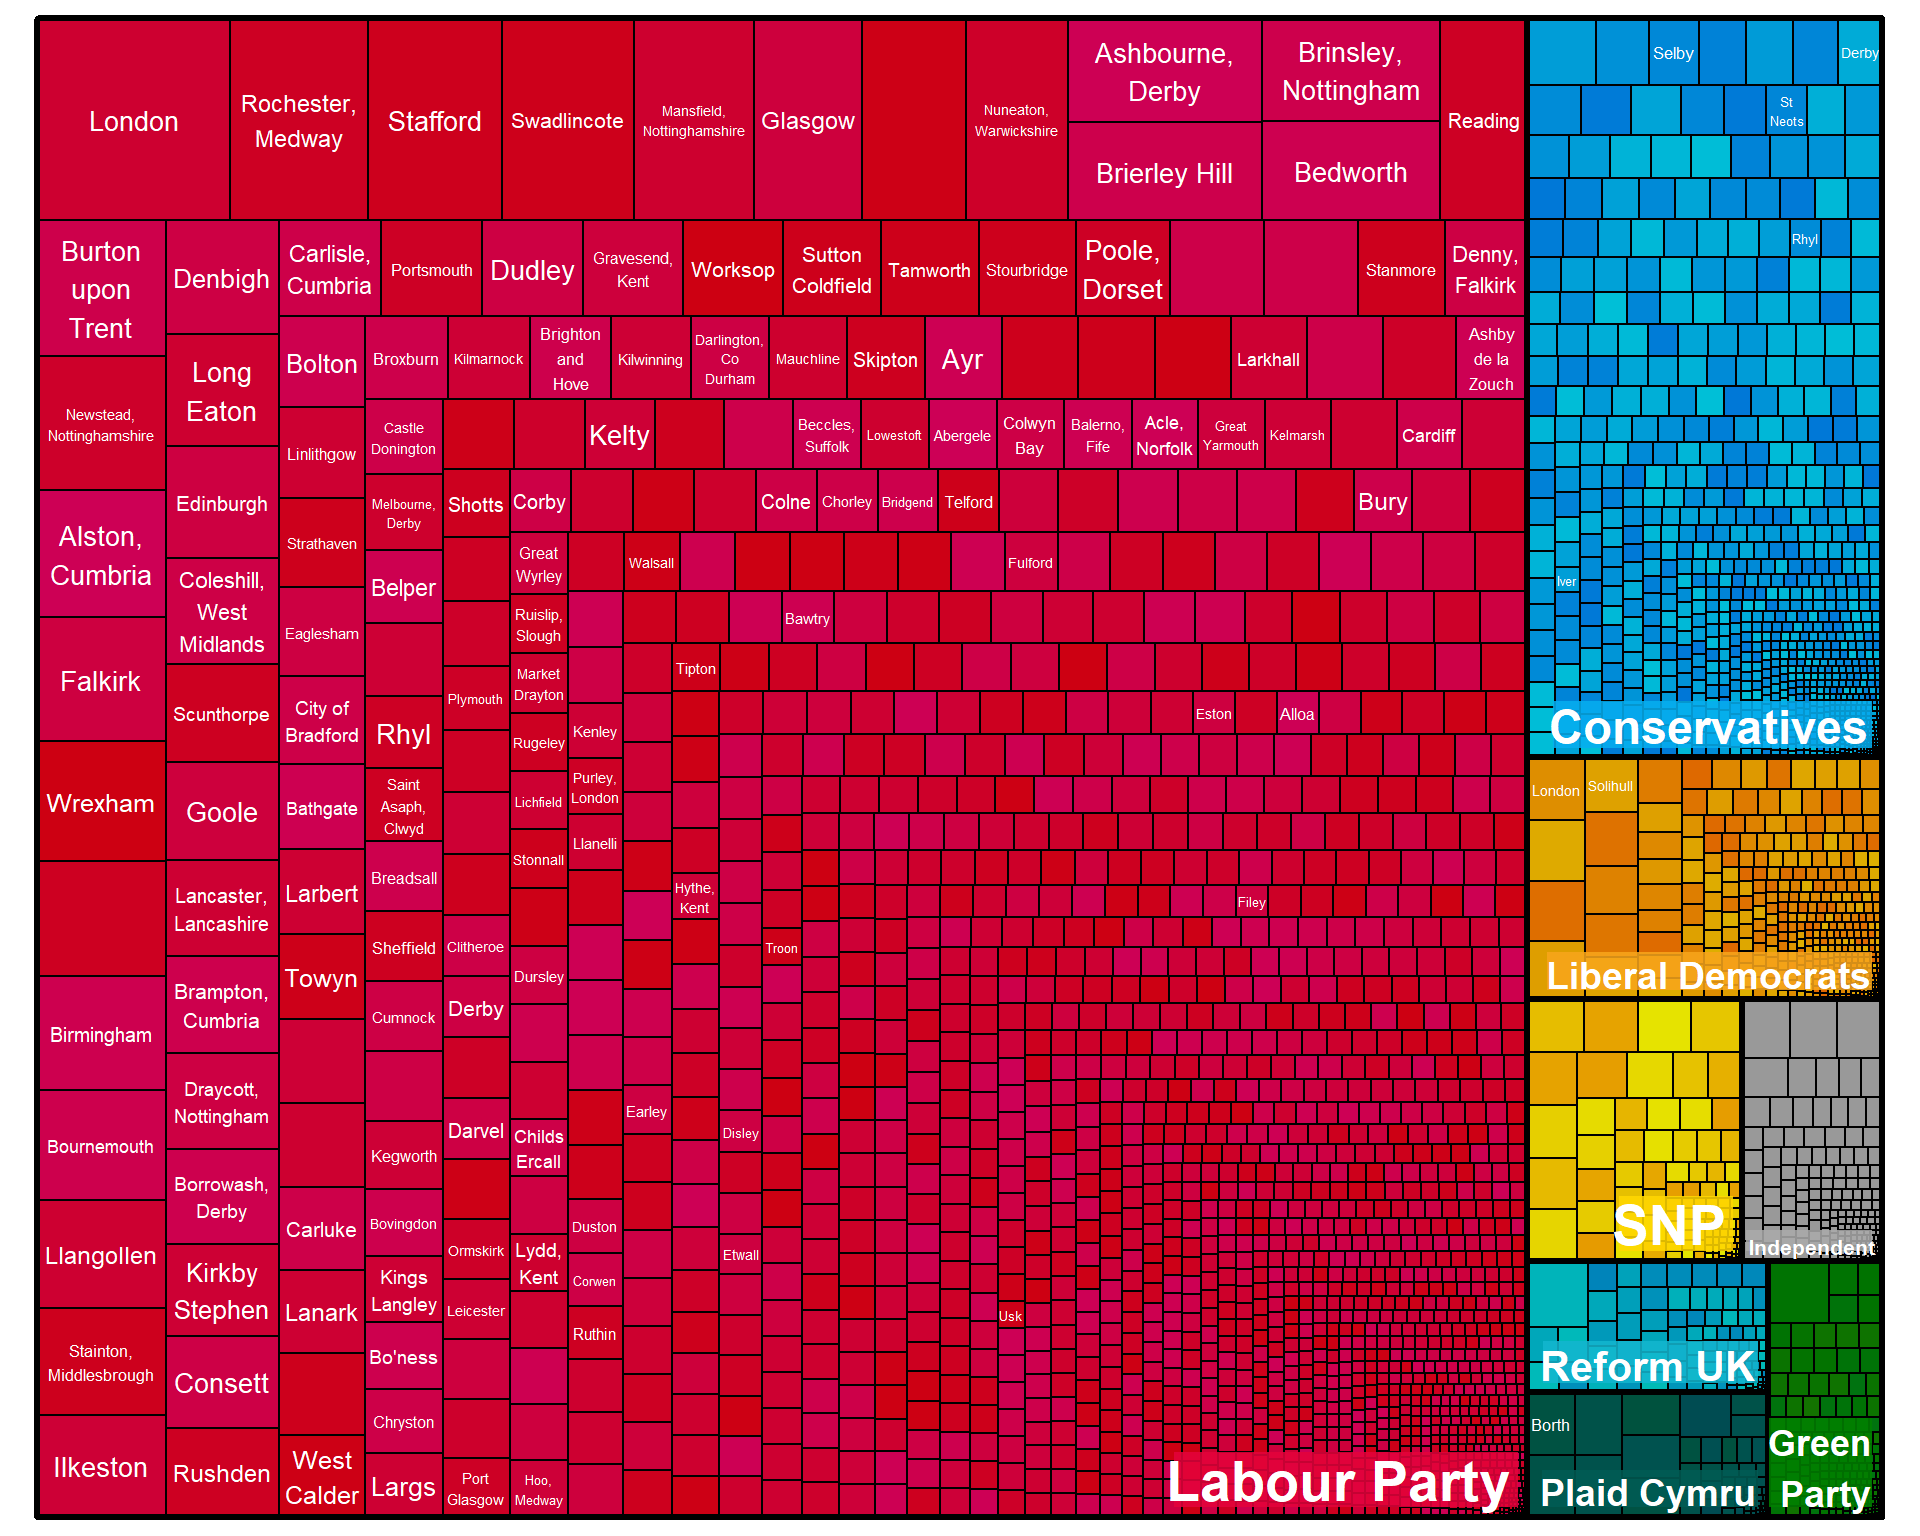 London
Rochester,
Medway
Stafford
Swadlincote
Mansfield,
Nottinghamshire
Glasgow
Nuneaton,
Warwickshire
Ashbourne,
Derby
Brierley Hill
Brinsley,
Nottingham
Bedworth
Reading
Burton
upon
Trent
Newstead,
Nottinghamshire
Alston,
Cumbria
Falkirk
Wrexham
Birmingham
Bournemouth
Llangollen
Stainton,
Middlesbrough
Ilkeston
Denbigh
Long
Eaton
Edinburgh
Coleshill,
West
Midlands
Scunthorpe
Goole
Lancaster,
Lancashire
Brampton,
Cumbria
Draycott,
Nottingham
Borrowash,
Derby
Kirkby
Stephen
Consett
Rushden
Carlisle,
Cumbria
Portsmouth
Dudley
Gravesend,
Kent
Worksop
Sutton
Coldfield
Tamworth
Stourbridge
Poole,
Dorset
Stanmore
Denny,
Falkirk
Bolton
Linlithgow
Strathaven
Eaglesham
City of
Bradford
Bathgate
Larbert
Towyn
Carluke
Lanark
West
Calder
Broxburn
Kilmarnock
Brighton
and
Hove
Kilwinning
Darlington,
Co
Durham
Mauchline
Skipton
Ayr
Larkhall
Ashby
de la
Zouch
Castle
Donington
Melbourne,
Derby
Belper
Rhyl
Saint
Asaph,
Clwyd
Breadsall
Sheffield
Cumnock
Kegworth
Bovingdon
Kings
Langley
Bo'ness
Chryston
Largs
Kelty
Beccles,
Suffolk
Lowestoft
Abergele
Colwyn
Bay
Balerno,
Fife
Acle,
Norfolk
Great
Yarmouth
Kelmarsh
Cardiff
Shotts
Plymouth
Clitheroe
Derby
Darvel
Ormskirk
Leicester
Port
Glasgow
Corby
Colne
Chorley
Bridgend
Telford
Bury
Great
Wyrley
Ruislip,
Slough
Market
Drayton
Rugeley
Lichfield
Stonnall
Dursley
Childs
Ercall
Lydd,
Kent
Hoo,
Medway
Walsall
Fulford
Kenley
Purley,
London
Llanelli
Duston
Corwen
Ruthin
Bawtry
Earley
Tipton
Hythe,
Kent
Eston
Alloa
Disley
Etwall
Troon
Filey
Usk
Labour Party
Selby
Derby
St
Neots
Rhyl
Iver
Conservatives
London
Solihull
Liberal Democrats
SNP
Independent
Reform UK
Borth
Plaid Cymru
Green
Party